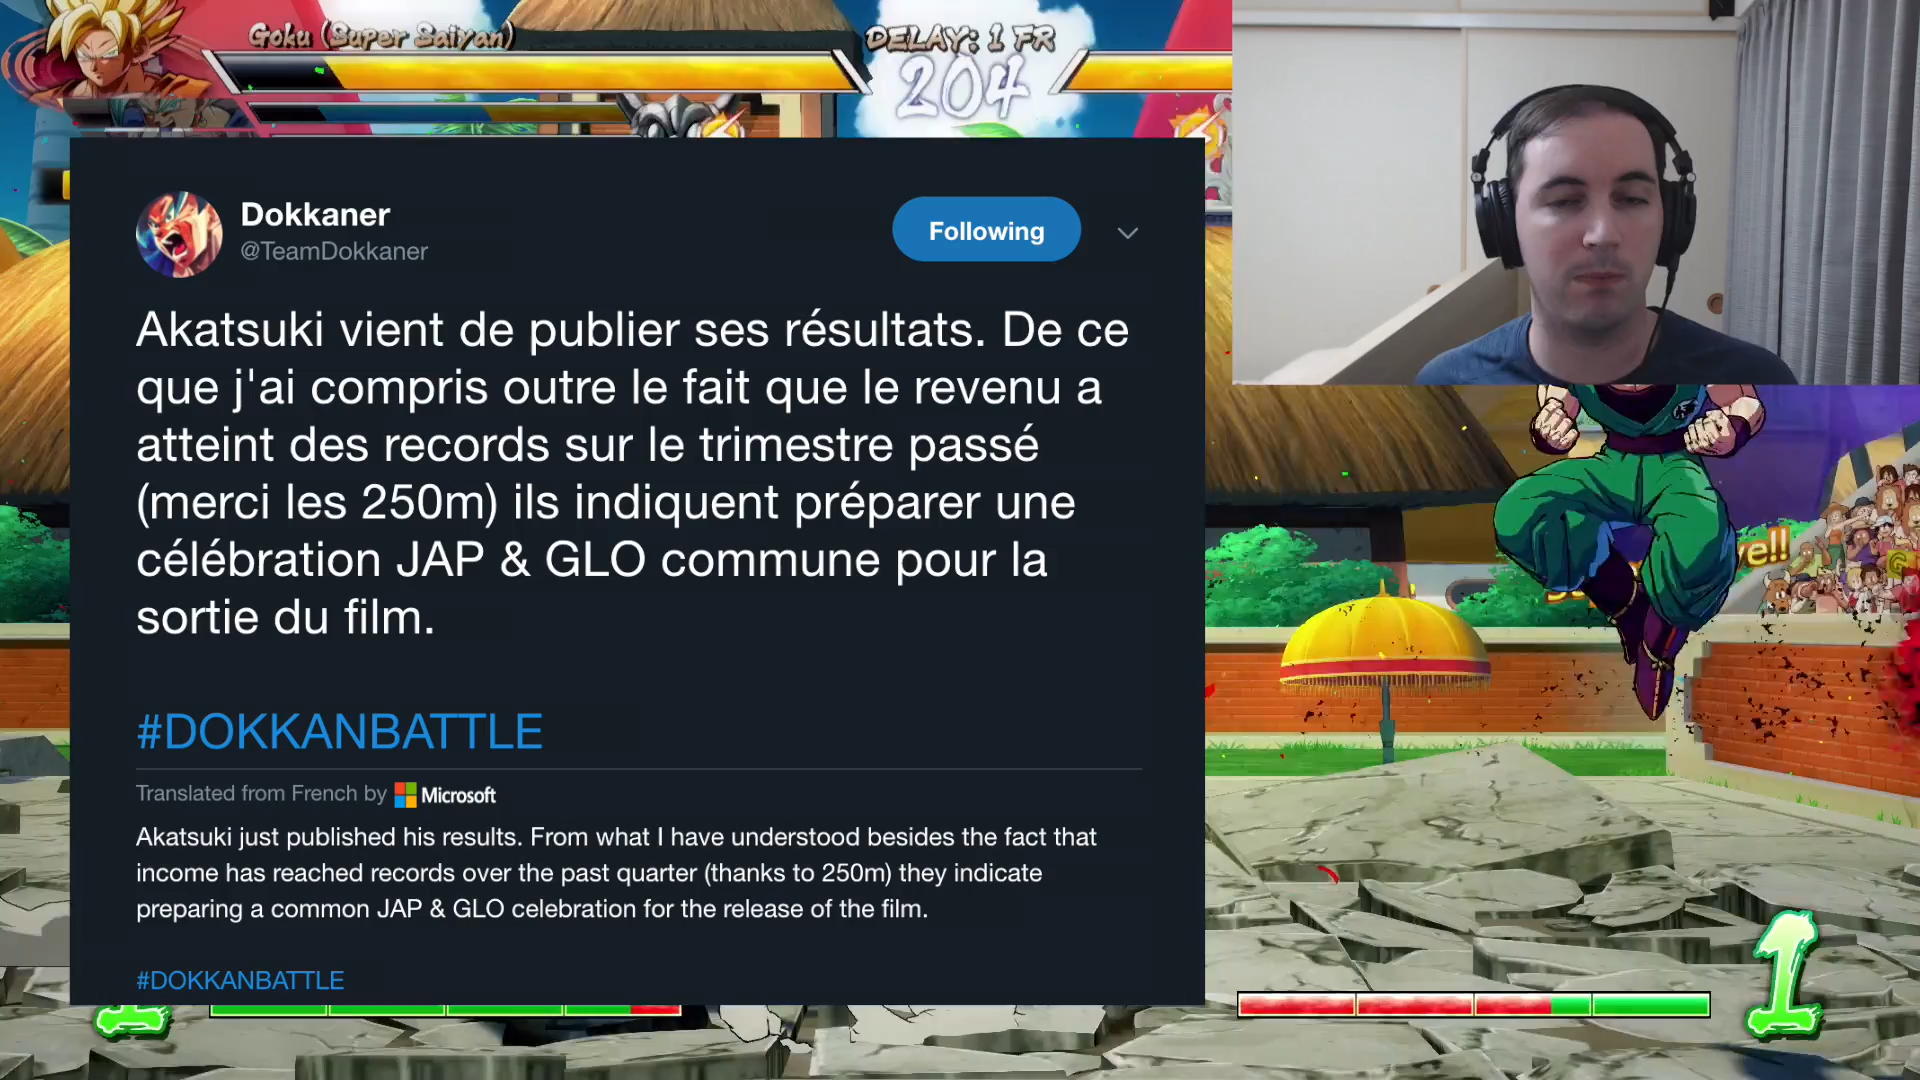 Goku (Super Saiyan)
DELAY: 1 FR
204
Dokkaner
@TeamDokkaner
Following
Akatsuki vient de publier ses résultats. De ce
que j'ai compris outre le fait que le revenu a
atteint des records sur le trimestre passé
(merci les 250m) ils indiquent préparer une
célébration JAP & GLO commune pour la
sortie du film.
#DOKKANBATTLE
Translated from French by Microsoft
Akatsuki just published his results. From what I have understood besides the fact that
income has reached records over the past quarter (thanks to 250m) they indicate
preparing a common JAP & GLO celebration for the release of the film.
#DOKKANBATTLE
1